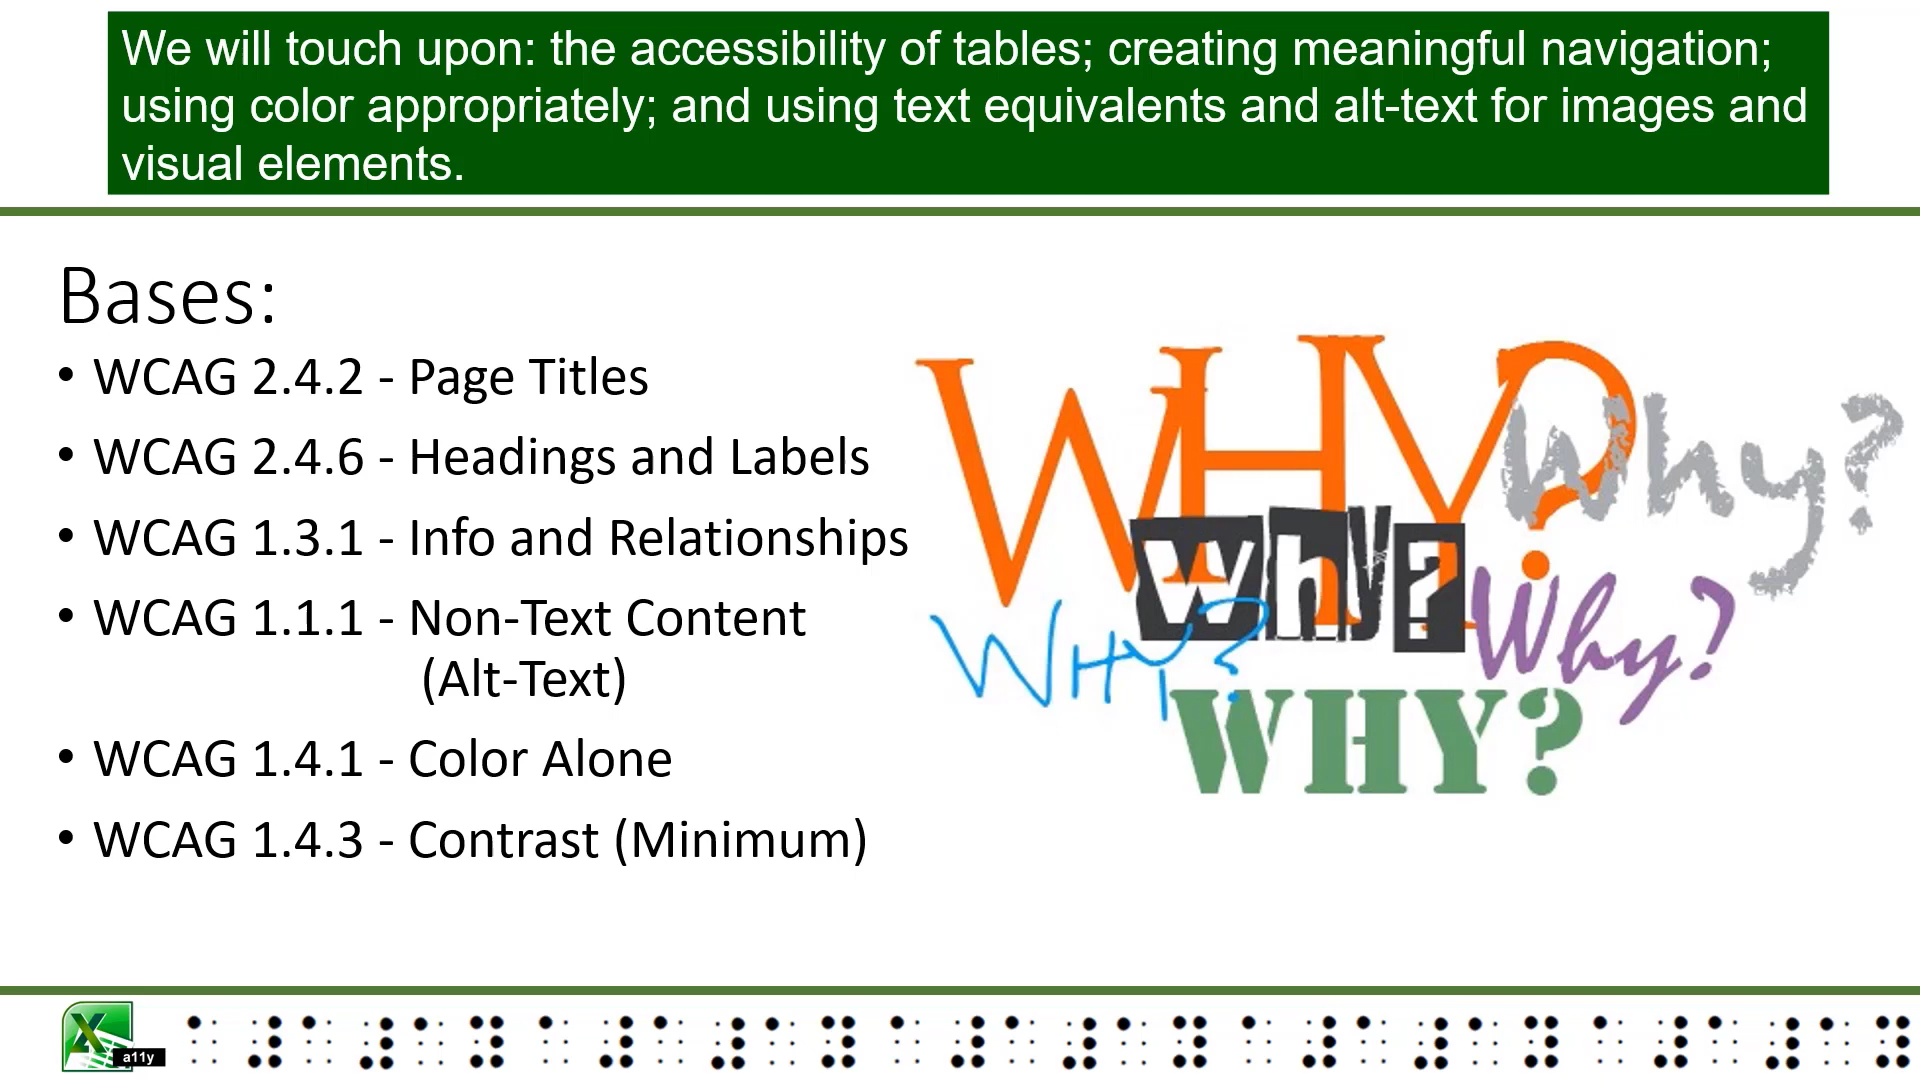 We will touch upon: the accessibility of tables; creating meaningful navigation;
using color appropriately; and using text equivalents and alt-text for images and
visual elements.
Bases:
• WCAG 2.4.2 - Page Titles
• WCAG 2.4.6 - Headings and Labels
• WCAG 1.3.1 - Info and Relationships
• WCAG 1.1.1 - Non-Text Content
(Alt-Text)
• WCAG 1.4.1 - Color Alone
• WCAG 1.4.3 - Contrast (Minimum)
WHY?
Why?
why?
WHY?
Why?
WHY?
X
a11y